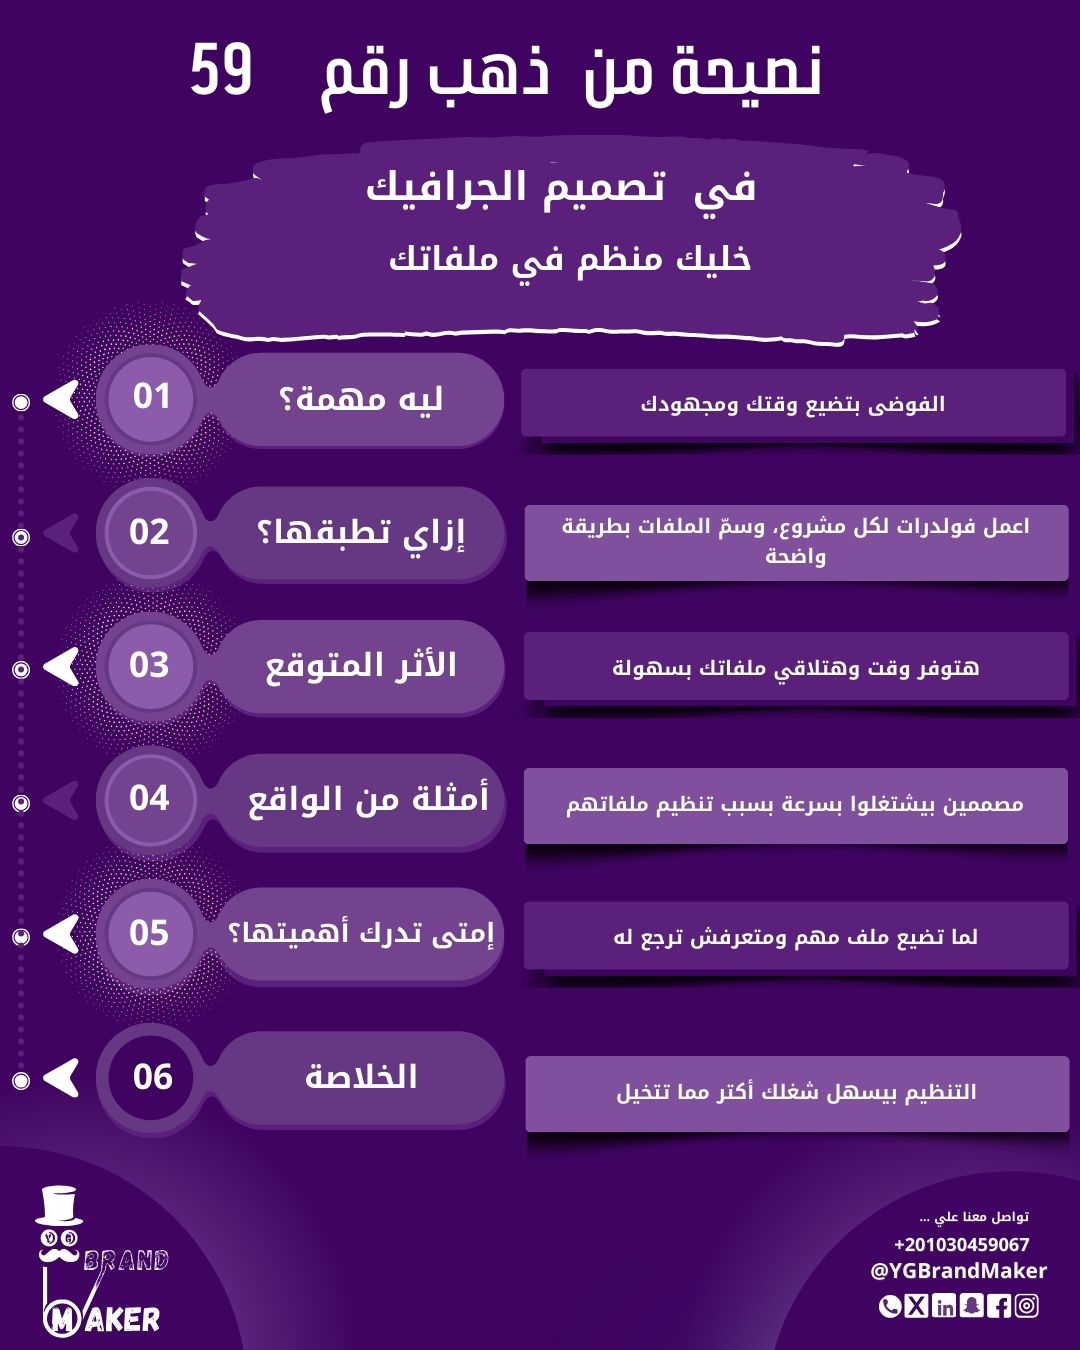 نصيحة من ذهب رقم 59
في تصميم الجرافيك
خليك منظم في ملفاتك
01
ليه مهمة؟
الفوضى بتضيع وقتك ومجهودك
02
إزاي تطبقها؟
اعمل فولدرات لكل مشروع، وسمّ الملفات بطريقة
واضحة
03
الأثر المتوقع
هتوفر وقت وهتلاقي ملفاتك بسهولة
04
أمثلة من الواقع
مصممين بيشتغلوا بسرعة بسبب تنظيم ملفاتهم
05
إمتى تدرك أهميتها؟
لما تضيع ملف مهم ومتعرفش ترجع له
06
الخلاصة
التنظيم بيسهل شغلك أكتر مما تتخيل
تواصل معنا علي ...
+201030459067
@YGBrandMaker
BRAND
MAKER